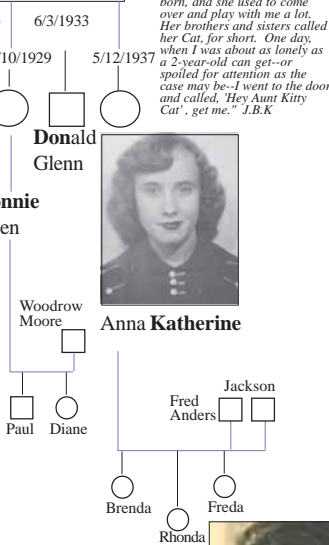 born, and she used to come
over and play with me a lot.
Her brothers and sisters called
her Cat, for short. One day,
when I was about as lonely as
a 2-year-old can get--or
spoiled for attention as the
case may be--I went to the door
and called, 'Hey Aunt Kitty
Cat' , get me." J.B.K
6/3/1933
10/1929
5/12/1937
Donald
Glenn
onnie
en
Anna Katherine
Woodrow
Moore
Paul
Diane
Jackson
Fred
Anders
Brenda
Rhonda
Freda